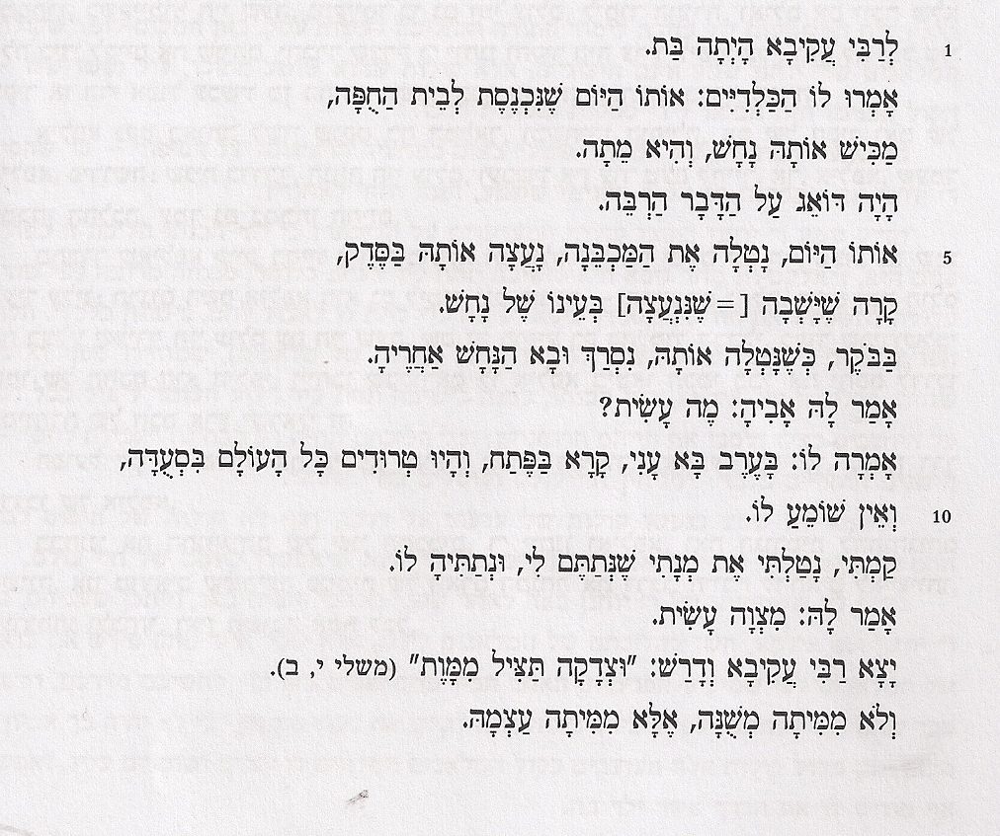 1 לְרַבִּי עֲקִיבָא הָיְתָה בַּת.
אָמְרוּ לוֹ הַכַּלְדִיִּים: אוֹתוֹ הַיּוֹם שֶׁנִּכְנֶסֶת לְבֵית הַחֻפָּה,
מַכִּישׁ אוֹתָהּ נָחָשׁ, וְהִיא מֵתָה.
הָיָה דּוֹאֵג עַל הַדָּבָר הַרְבֵּה.
5 אוֹתוֹ הַיּוֹם, נָטְלָה אֶת הַמַּכְבֵּנָה, נָעֲצָה אוֹתָהּ בַּסֶּדֶק,
קָרָה שֶׁיָּשְׁבָה [=שֶׁנִּנְעֲצָה] בְּעֵינוֹ שֶׁל נָחָשׁ.
בַּבֹּקֶר, כְּשֶׁנָּטְלָה אוֹתָהּ, נִסְרַךְ וּבָא הַנָּחָשׁ אַחֲרֶיהָ.
אָמַר לָהּ אָבִיהָ: מֶה עָשִׂית?
אָמְרָה לוֹ: בָּעֶרֶב בָּא עָנִי, קָרָא בַּפֶּתַח, וְהָיוּ טְרוּדִים כָּל הָעוֹלָם בִּסְעֻדָּה,
10 וְאֵין שׁוֹמֵעַ לוֹ.
קַמְתִּי, נָטַלְתִּי אֶת מְנָתִי שֶׁנְּתַתֶּם לִי, וּנְתַתִּיהָ לוֹ.
אָמַר לָהּ: מִצְוָה עָשִׂית.
יָצָא רַבִּי עֲקִיבָא וְדָרַשׁ: "וּצְדָקָה תַּצִּיל מִמָּוֶת" (משלי י, ב).
וְלֹא מִמִּיתָה מְשֻׁנָּה, אֶלָּא מִמִּיתָה עַצְמָהּ.